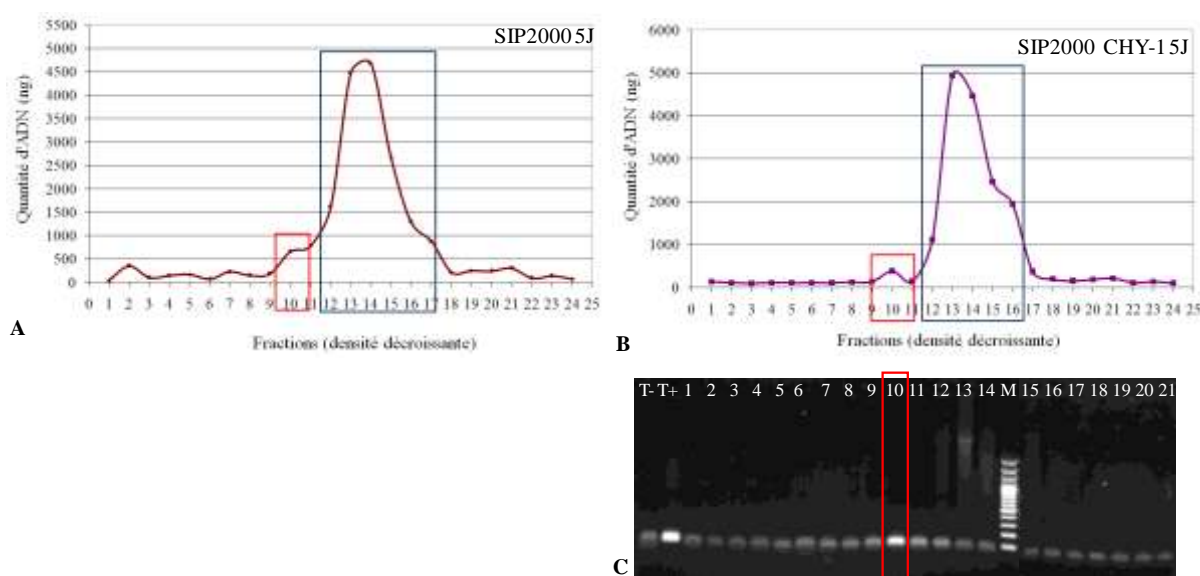 SIP2000 5J
5500
5000
4500
4000
3500
3000
2500
2000
1500
1000
500
0
Quantité d'ADN (ng)
0 1 2 3 4 5 6 7 8 9 10 11 12 13 14 15 16 17 18 19 20 21 22 23 24 25
Fractions (densité décroissante)
A
SIP2000 CHY-15J
6000
5000
4000
3000
2000
1000
0
Quantité d'ADN (ng)
0 1 2 3 4 5 6 7 8 9 10 11 12 13 14 15 16 17 18 19 20 21 22 23 24 25
Fractions (densité décroissante)
B
T- T+ 1 2 3 4 5 6 7 8 9 10 11 12 13 14 M 15 16 17 18 19 20 21
C